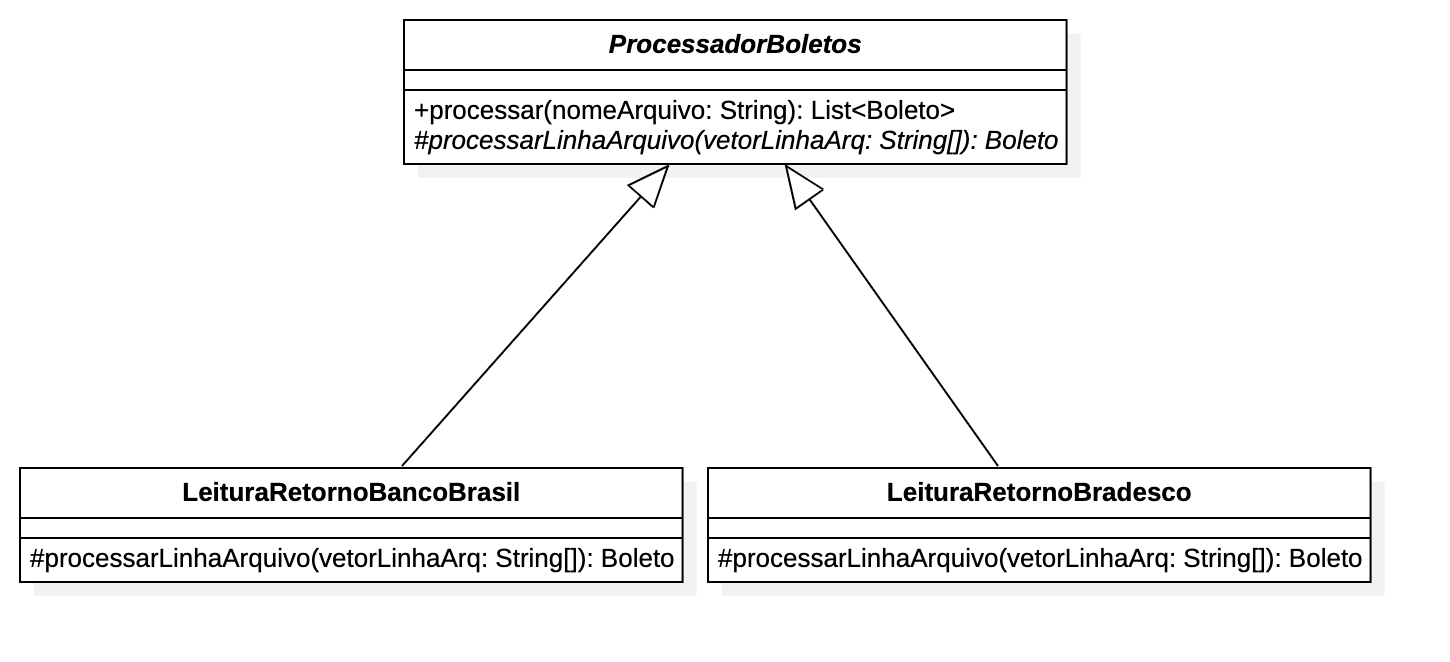 ProcessadorBoletos
+processar(nomeArquivo: String): List<Boleto>
#processarLinhaArquivo(vetorLinhaArq: String[]): Boleto
LeituraRetornoBancoBrasil
#processarLinhaArquivo(vetorLinhaArq: String[]): Boleto
LeituraRetornoBradesco
#processarLinhaArquivo(vetorLinhaArq: String[]): Boleto